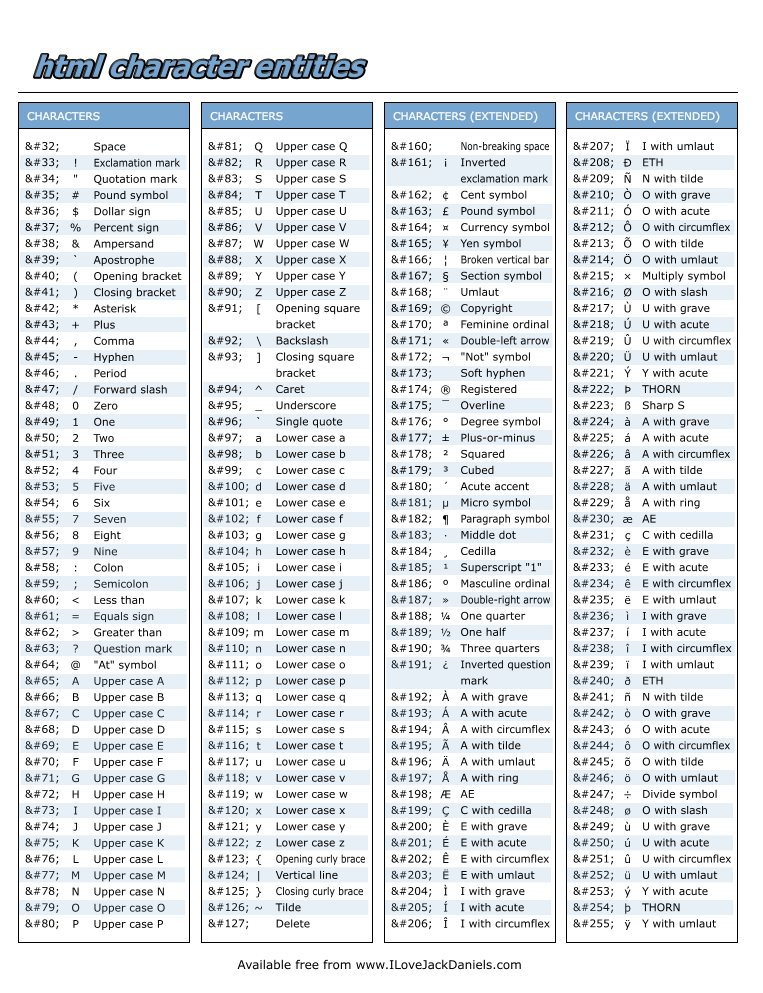 html character entities
CHARACTERS
&#32; Space
&#33; ! Exclamation mark
&#34; " Quotation mark
&#35; # Pound symbol
&#36; $ Dollar sign
&#37; % Percent sign
&#38; & Ampersand
&#39; ` Apostrophe
&#40; ( Opening bracket
&#41; ) Closing bracket
&#42; * Asterisk
&#43; + Plus
&#44; , Comma
&#45; - Hyphen
&#46; . Period
&#47; / Forward slash
&#48; 0 Zero
&#49; 1 One
&#50; 2 Two
&#51; 3 Three
&#52; 4 Four
&#53; 5 Five
&#54; 6 Six
&#55; 7 Seven
&#56; 8 Eight
&#57; 9 Nine
&#58; : Colon
&#59; ; Semicolon
&#60; < Less than
&#61; = Equals sign
&#62; > Greater than
&#63; ? Question mark
&#64; @ "At" symbol
&#65; A Upper case A
&#66; B Upper case B
&#67; C Upper case C
&#68; D Upper case D
&#69; E Upper case E
&#70; F Upper case F
&#71; G Upper case G
&#72; H Upper case H
&#73; I Upper case I
&#74; J Upper case J
&#75; K Upper case K
&#76; L Upper case L
&#77; M Upper case M
&#78; N Upper case N
&#79; O Upper case O
&#80; P Upper case P
CHARACTERS
&#81; Q Upper case Q
&#82; R Upper case R
&#83; S Upper case S
&#84; T Upper case T
&#85; U Upper case U
&#86; V Upper case V
&#87; W Upper case W
&#88; X Upper case X
&#89; Y Upper case Y
&#90; Z Upper case Z
&#91; [ Opening square
bracket
&#92; \ Backslash
&#93; ] Closing square
bracket
&#94; ^ Caret
&#95; _ Underscore
&#96; ` Single quote
&#97; a Lower case a
&#98; b Lower case b
&#99; c Lower case c
&#100; d Lower case d
&#101; e Lower case e
&#102; f Lower case f
&#103; g Lower case g
&#104; h Lower case h
&#105; i Lower case i
&#106; j Lower case j
&#107; k Lower case k
&#108; l Lower case l
&#109; m Lower case m
&#110; n Lower case n
&#111; o Lower case o
&#112; p Lower case p
&#113; q Lower case q
&#114; r Lower case r
&#115; s Lower case s
&#116; t Lower case t
&#117; u Lower case u
&#118; v Lower case v
&#119; w Lower case w
&#120; x Lower case x
&#121; y Lower case y
&#122; z Lower case z
&#123; { Opening curly brace
&#124; | Vertical line
&#125; } Closing curly brace
&#126; ~ Tilde
&#127; Delete
CHARACTERS (EXTENDED)
&#160; Non-breaking space
&#161; ¡ Inverted
exclamation mark
&#162; ¢ Cent symbol
&#163; £ Pound symbol
&#164; ¤ Currency symbol
&#165; ¥ Yen symbol
&#166; ¦ Broken vertical bar
&#167; § Section symbol
&#168; ¨ Umlaut
&#169; © Copyright
&#170; ª Feminine ordinal
&#171; « Double-left arrow
&#172; ¬ "Not" symbol
&#173; Soft hyphen
&#174; ® Registered
&#175; ¯ Overline
&#176; ° Degree symbol
&#177; ± Plus-or-minus
&#178; ² Squared
&#179; ³ Cubed
&#180; ´ Acute accent
&#181; µ Micro symbol
&#182; ¶ Paragraph symbol
&#183; · Middle dot
&#184; ¸ Cedilla
&#185; ¹ Superscript "1"
&#186; º Masculine ordinal
&#187; » Double-right arrow
&#188; ¼ One quarter
&#189; ½ One half
&#190; ¾ Three quarters
&#191; ¿ Inverted question
mark
&#192; À A with grave
&#193; Á A with acute
&#194; Â A with circumflex
&#195; Ã A with tilde
&#196; Ä A with umlaut
&#197; Å A with ring
&#198; Æ AE
&#199; Ç C with cedilla
&#200; È E with grave
&#201; É E with acute
&#202; Ê E with circumflex
&#203; Ë E with umlaut
&#204; Ì I with grave
&#205; Í I with acute
&#206; Î I with circumflex
CHARACTERS (EXTENDED)
&#207; Ï I with umlaut
&#208; Ð ETH
&#209; Ñ N with tilde
&#210; Ò O with grave
&#211; Ó O with acute
&#212; Ô O with circumflex
&#213; Õ O with tilde
&#214; Ö O with umlaut
&#215; × Multiply symbol
&#216; Ø O with slash
&#217; Ù U with grave
&#218; Ú U with acute
&#219; Û U with circumflex
&#220; Ü U with umlaut
&#221; Ý Y with acute
&#222; Þ THORN
&#223; ß Sharp S
&#224; à A with grave
&#225; á A with acute
&#226; â A with circumflex
&#227; ã A with tilde
&#228; ä A with umlaut
&#229; å A with ring
&#230; æ AE
&#231; ç C with cedilla
&#232; è E with grave
&#233; é E with acute
&#234; ê E with circumflex
&#235; ë E with umlaut
&#236; ì I with grave
&#237; í I with acute
&#238; î I with circumflex
&#239; ï I with umlaut
&#240; ð ETH
&#241; ñ N with tilde
&#242; ò O with grave
&#243; ó O with acute
&#244; ô O with circumflex
&#245; õ O with tilde
&#246; ö O with umlaut
&#247; ÷ Divide symbol
&#248; ø O with slash
&#249; ù U with grave
&#250; ú U with acute
&#251; û U with circumflex
&#252; ü U with umlaut
&#253; ý Y with acute
&#254; þ THORN
&#255; ÿ Y with umlaut
Available free from www.ILoveJackDaniels.com